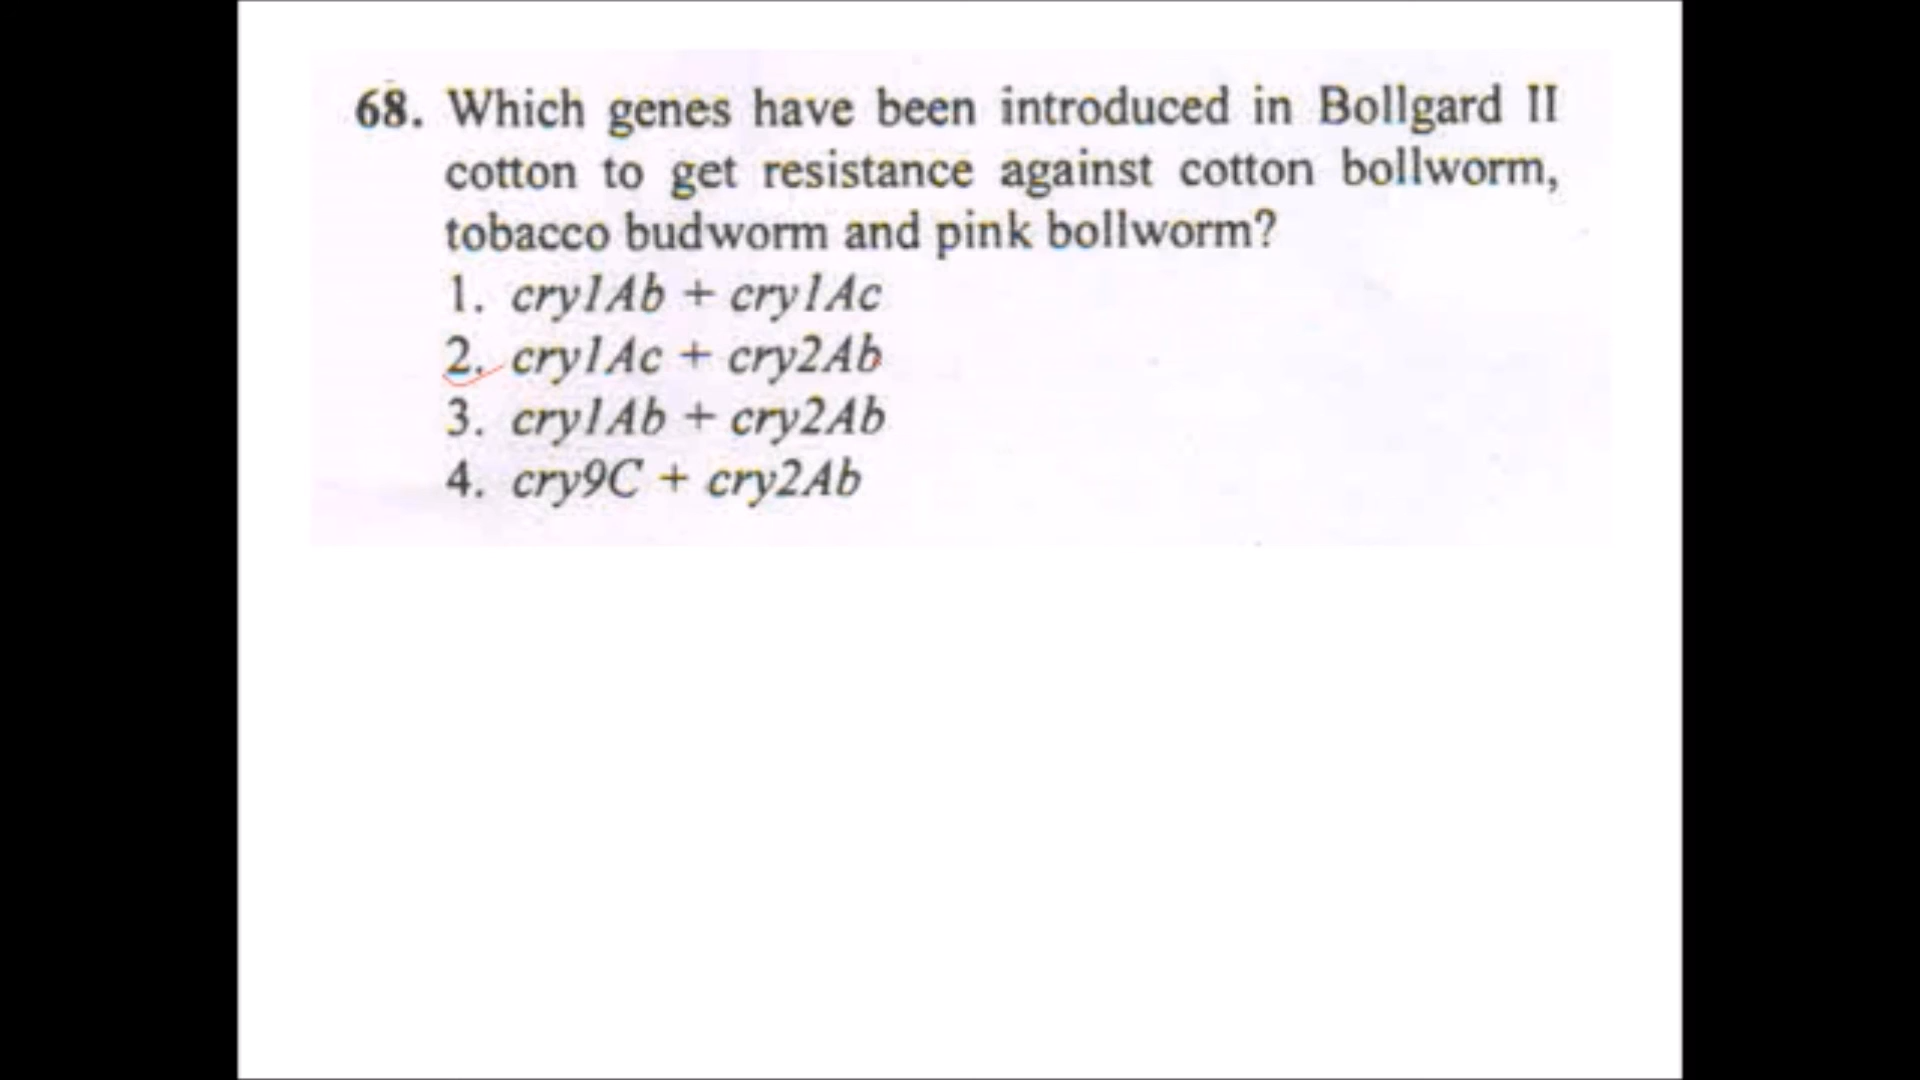 68. Which genes have been introduced in Bollgard II
cotton to get resistance against cotton bollworm,
tobacco budworm and pink bollworm?
1. cry1Ab + cry1Ac
2. cry1Ac + cry2Ab
3. cry1Ab + cry2Ab
4. cry9C + cry2Ab